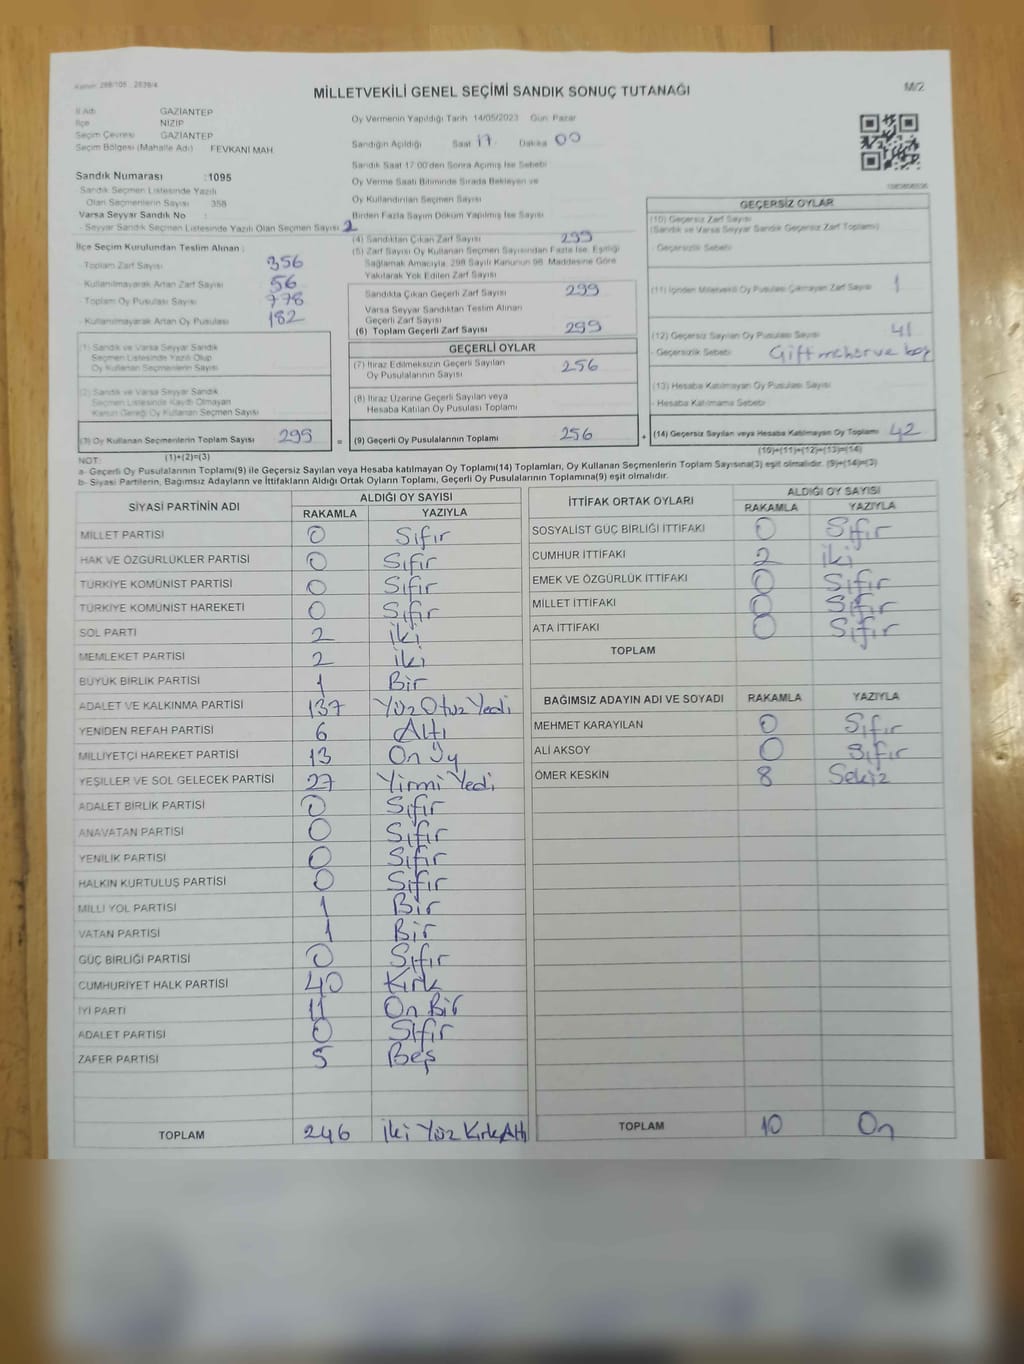 MİLLETVEKİLİ GENEL SEÇİMİ SANDIK SONUÇ TUTANAĞI
M/2
İl Adı GAZİANTEP
İlçe NİZİP
Seçim Çevresi GAZİANTEP
Seçim Bölgesi (Mahalle Adı) FEVKANİ MAH.
Sandık Numarası :1095
Sandık Seçmen Listesinde Yazılı
Olan Seçmenlerin Sayısı 358
Varsa Seyyar Sandık No :
- Seyyar Sandık Seçmen Listesinde Yazılı Olan Seçmen Sayısı 2
İlçe Seçim Kurulundan Teslim Alınan :
- Toplam Zarf Sayısı 356
- Kullanılmayarak Artan Zarf Sayısı 56
- Toplam Oy Pusulası Sayısı 778
- Kullanılmayarak Artan Oy Pusulası 182
(1) Sandık ve Varsa Seyyar Sandık
Seçmen Listesinde Yazılı Olup
Oy Kullanan Seçmenlerin Sayısı
(2) Sandık ve Varsa Seyyar Sandık
Seçmen Listesinde Kayıtlı Olmayan
Kanun Gereği Oy Kullanan Seçmen Sayısı
(3) Oy Kullanan Seçmenlerin Toplam Sayısı 299
(1)+(2)=(3)
Oy Vermenin Yapıldığı Tarih 14/05/2023 Gün Pazar
Sandığın Açıldığı Saat 17 Dakika 00
Sandık Saat 17:00'den Sonra Açılmış İse Sebebi
Oy Verme Saati Bitiminde Sırada Bekleyen ve
Oy Kullandırılan Seçmen Sayısı
Birden Fazla Sayım Döküm Yapılmış İse Sayısı
(4) Sandıktan Çıkan Zarf Sayısı 299
(5) Zarf Sayısı Oy Kullanan Seçmen Sayısından Fazla İse, Eşitliği
Sağlamak Amacıyla, 298 Sayılı Kanunun 98. Maddesine Göre
Yakılarak Yok Edilen Zarf Sayısı
Sandıkta Çıkan Geçerli Zarf Sayısı 299
Varsa Seyyar Sandıktan Teslim Alınan
Geçerli Zarf Sayısı
(6) Toplam Geçerli Zarf Sayısı 299
GEÇERLİ OYLAR
(7) İtiraz Edilmeksizin Geçerli Sayılan
Oy Pusulalarının Sayısı 256
(8) İtiraz Üzerine Geçerli Sayılan veya
Hesaba Katılan Oy Pusulası Toplamı
= (9) Geçerli Oy Pusulalarının Toplamı 256
GEÇERSİZ OYLAR
(10) Geçersiz Zarf Sayısı
(Sandık ve Varsa Seyyar Sandık Geçersiz Zarf Toplamı)
- Geçersizlik Sebebi
(11) İçinden Milletvekili Oy Pusulası Çıkmayan Zarf Sayısı 1
(12) Geçersiz Sayılan Oy Pusulası Sayısı 41
- Geçersizlik Sebebi Çift mühür ve boş
(13) Hesaba Katılmayan Oy Pusulası Sayısı
- Hesaba Katılmama Sebebi
+ (14) Geçersiz Sayılan veya Hesaba Katılmayan Oy Toplamı 42
(10)+(11)+(12)+(13)=(14)
NOT:
a- Geçerli Oy Pusulalarının Toplamı(9) ile Geçersiz Sayılan veya Hesaba katılmayan Oy Toplamı(14) Toplamları, Oy Kullanan Seçmenlerin Toplam Sayısına(3) eşit olmalıdır. (9)+(14)=(3)
b- Siyasi Partilerin, Bağımsız Adayların ve İttifakların Aldığı Ortak Oyların Toplamı, Geçerli Oy Pusulalarının Toplamına(9) eşit olmalıdır.
SİYASİ PARTİNİN ADI ALDIĞI OY SAYISI
RAKAMLA YAZIYLA
MİLLET PARTİSİ 0 Sıfır
HAK VE ÖZGÜRLÜKLER PARTİSİ 0 Sıfır
TÜRKİYE KOMÜNİST PARTİSİ 0 Sıfır
TÜRKİYE KOMÜNİST HAREKETİ 0 Sıfır
SOL PARTİ 2 İki
MEMLEKET PARTİSİ 2 İki
BÜYÜK BİRLİK PARTİSİ 1 Bir
ADALET VE KALKINMA PARTİSİ 137 Yüz Otuz Yedi
YENİDEN REFAH PARTİSİ 6 Altı
MİLLİYETÇİ HAREKET PARTİSİ 13 On Üç
YEŞİLLER VE SOL GELECEK PARTİSİ 27 Yirmi Yedi
ADALET BİRLİK PARTİSİ 0 Sıfır
ANAVATAN PARTİSİ 0 Sıfır
YENİLİK PARTİSİ 0 Sıfır
HALKIN KURTULUŞ PARTİSİ 0 Sıfır
MİLLİ YOL PARTİSİ 1 Bir
VATAN PARTİSİ 1 Bir
GÜÇ BİRLİĞİ PARTİSİ 0 Sıfır
CUMHURİYET HALK PARTİSİ 40 Kırk
İYİ PARTİ 11 On Bir
ADALET PARTİSİ 0 Sıfır
ZAFER PARTİSİ 5 Beş
TOPLAM 246 İki Yüz Kırk Altı
İTTİFAK ORTAK OYLARI ALDIĞI OY SAYISI
RAKAMLA YAZIYLA
SOSYALİST GÜÇ BİRLİĞİ İTTİFAKI 0 Sıfır
CUMHUR İTTİFAKI 2 İki
EMEK VE ÖZGÜRLÜK İTTİFAKI 0 Sıfır
MİLLET İTTİFAKI 0 Sıfır
ATA İTTİFAKI 0 Sıfır
TOPLAM
BAĞIMSIZ ADAYIN ADI VE SOYADI RAKAMLA YAZIYLA
MEHMET KARAYILAN 0 Sıfır
ALİ AKSOY 0 Sıfır
ÖMER KESKİN 8 Sekiz
TOPLAM 10 On